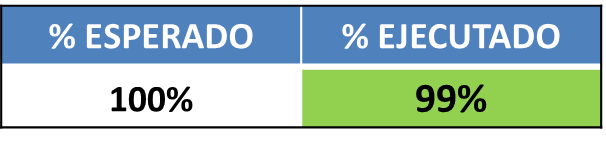 % ESPERADO % EJECUTADO
100% 99%